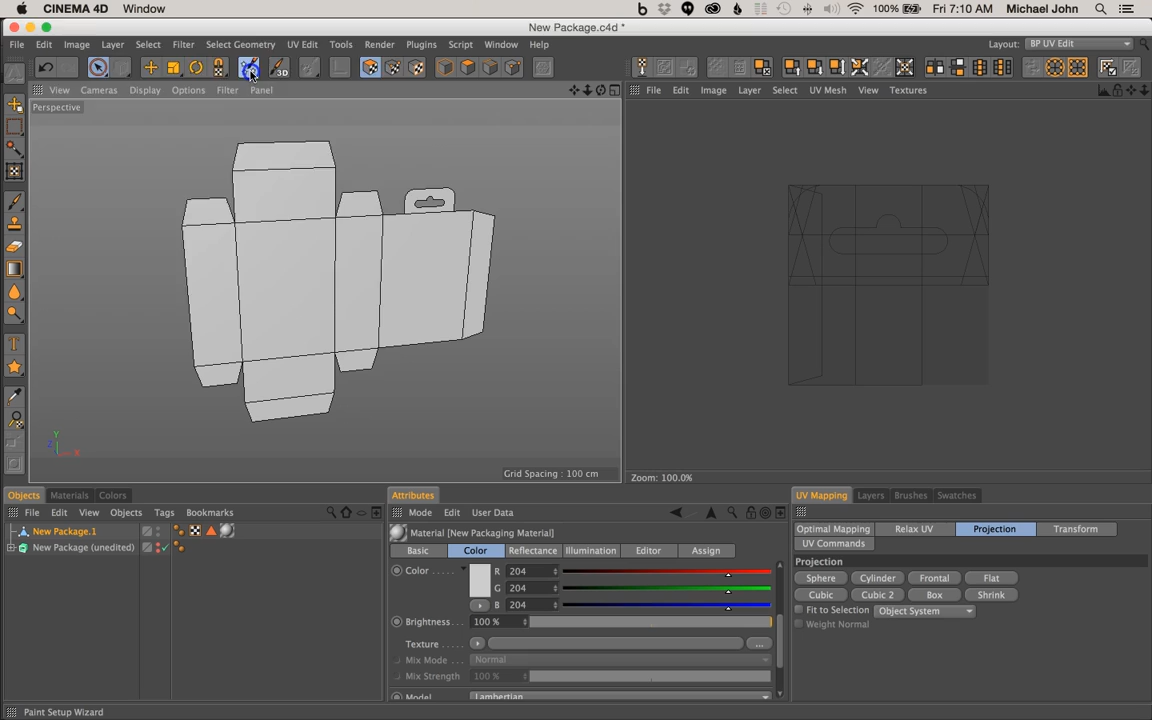 CINEMA 4D Window 100% Fri 7:10 AM Michael John
New Package.c4d *
File Edit Image Layer Select Filter Select Geometry UV Edit Tools Render Plugins Script Window Help Layout: BP UV Edit
3D
View Cameras Display Options Filter Panel
File Edit Image Layer Select UV Mesh View Textures
Perspective
Y
Z X
Grid Spacing : 100 cm
Zoom: 100.0%
Objects Materials Colors
Attributes
UV Mapping Layers Brushes Swatches
File Edit View Objects Tags Bookmarks
Mode Edit User Data
New Package.1
New Package (unedited)
Material [New Packaging Material]
Basic Color Reflectance Illumination Editor Assign
Color R 204
G 204
B 204
Brightness 100 %
Texture ...
Mix Mode Normal
Mix Strength 100 %
Model Lambertian
Optimal Mapping Relax UV Projection Transform
UV Commands
Projection
Sphere Cylinder Frontal Flat
Cubic Cubic 2 Box Shrink
Fit to Selection Object System
Weight Normal
Paint Setup Wizard